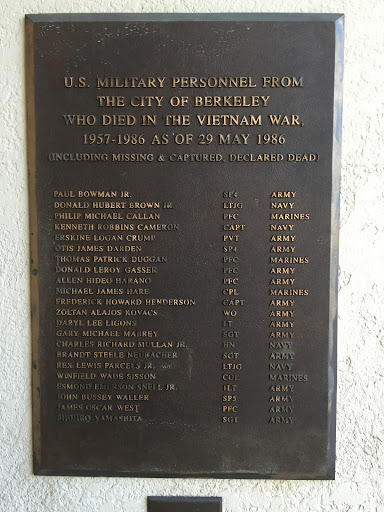 U.S. MILITARY PERSONNEL FROM
THE CITY OF BERKELEY
WHO DIED IN THE VIETNAM WAR,
1957-1986 AS OF 29 MAY 1986
(INCLUDING MISSING & CAPTURED, DECLARED DEAD)
PAUL BOWMAN JR. SP4 ARMY
DONALD HUBERT BROWN JR. LTJG NAVY
PHILIP MICHAEL CALLAN PFC MARINES
KENNETH ROBBINS CAMERON CAPT NAVY
ERSKINE LOGAN CRUMP PVT ARMY
OTIS JAMES DARDEN SP4 ARMY
THOMAS PATRICK DUGGAN PFC MARINES
DONALD LEROY GASSER PFC ARMY
ALLEN HIDEO HARANO PFC ARMY
MICHAEL JAMES HARE CPL MARINES
FREDERICK HOWARD HENDERSON CAPT ARMY
ZOLTAN ALAJOS KOVACS WO ARMY
DARYL LEE LIGONS LT ARMY
GARY MICHAEL MABREY SGT ARMY
CHARLES RICHARD MULLAN JR. HN NAVY
BRANDT STEELE NEUBACHER SGT ARMY
REX LEWIS PARCELS JR. LTJG NAVY
WINFIELD WADE SISSON COL MARINES
ESMOND EMERSON SNELL JR. 1LT ARMY
JOHN BUSSEY WALLER SP5 ARMY
JAMES OSCAR WEST PFC ARMY
YAMASHITA SGT ARMY